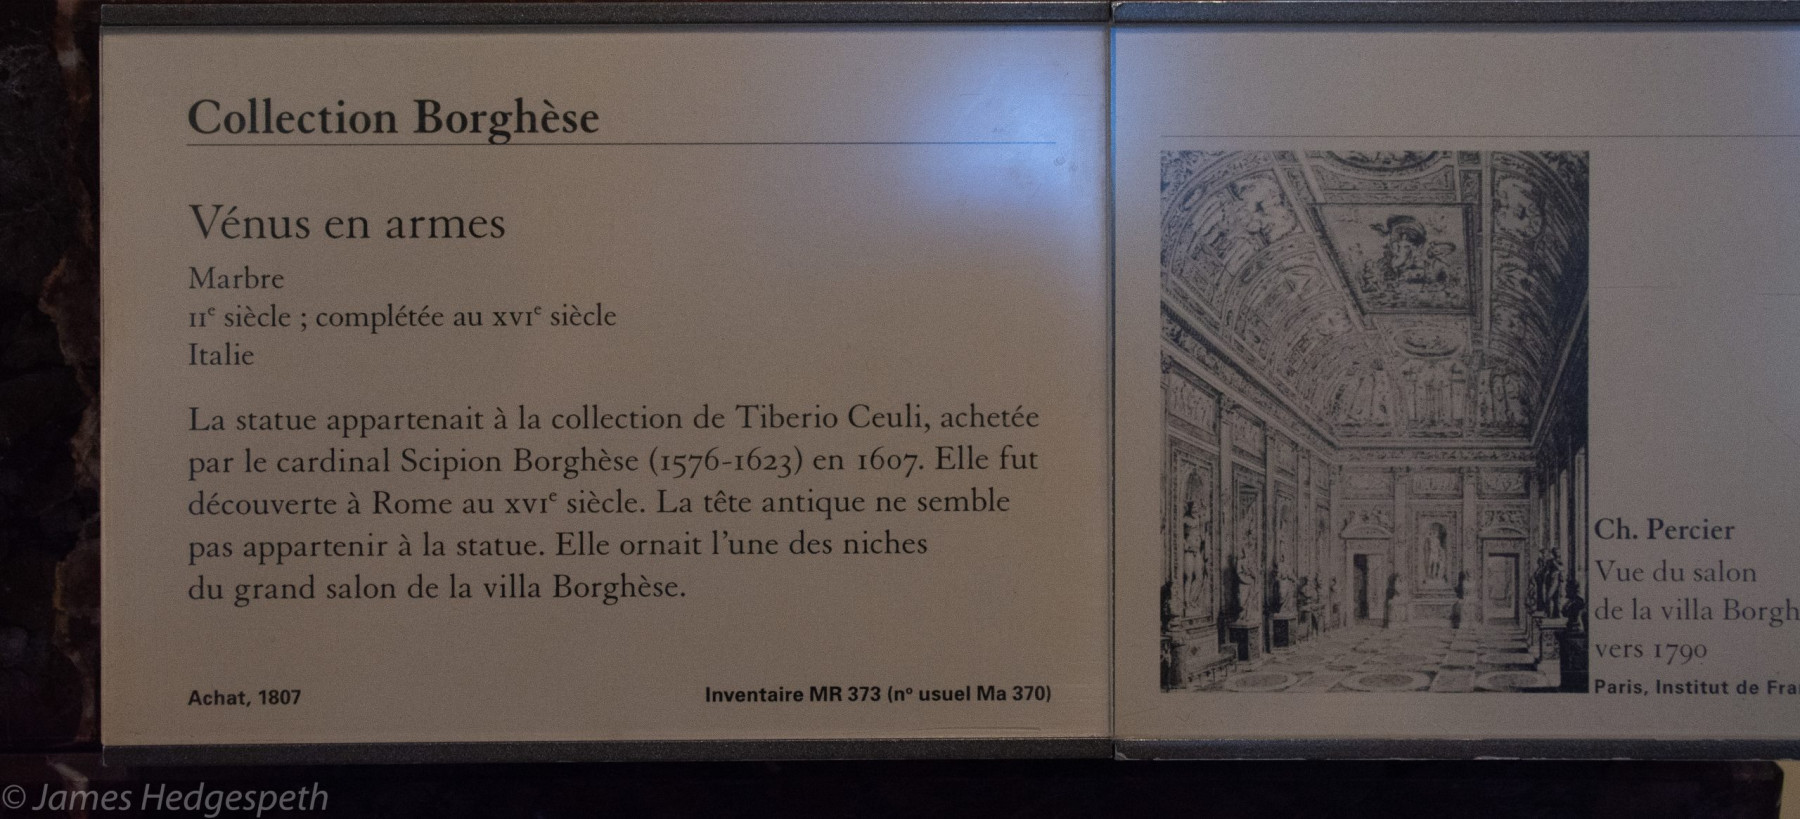 Collection Borghèse
Vénus en armes
Marbre
IIe siècle ; complétée au XVIe siècle
Italie
La statue appartenait à la collection de Tiberio Ceuli, achetée
par le cardinal Scipion Borghèse (1576-1623) en 1607. Elle fut
découverte à Rome au XVIe siècle. La tête antique ne semble
pas appartenir à la statue. Elle ornait l'une des niches
du grand salon de la villa Borghèse.
Achat, 1807
Inventaire MR 373 (nº usuel Ma 370)
Ch. Percier
Vue du salon
de la villa Borgh
vers 1790
Paris, Institut de Fra
© James Hedgespeth